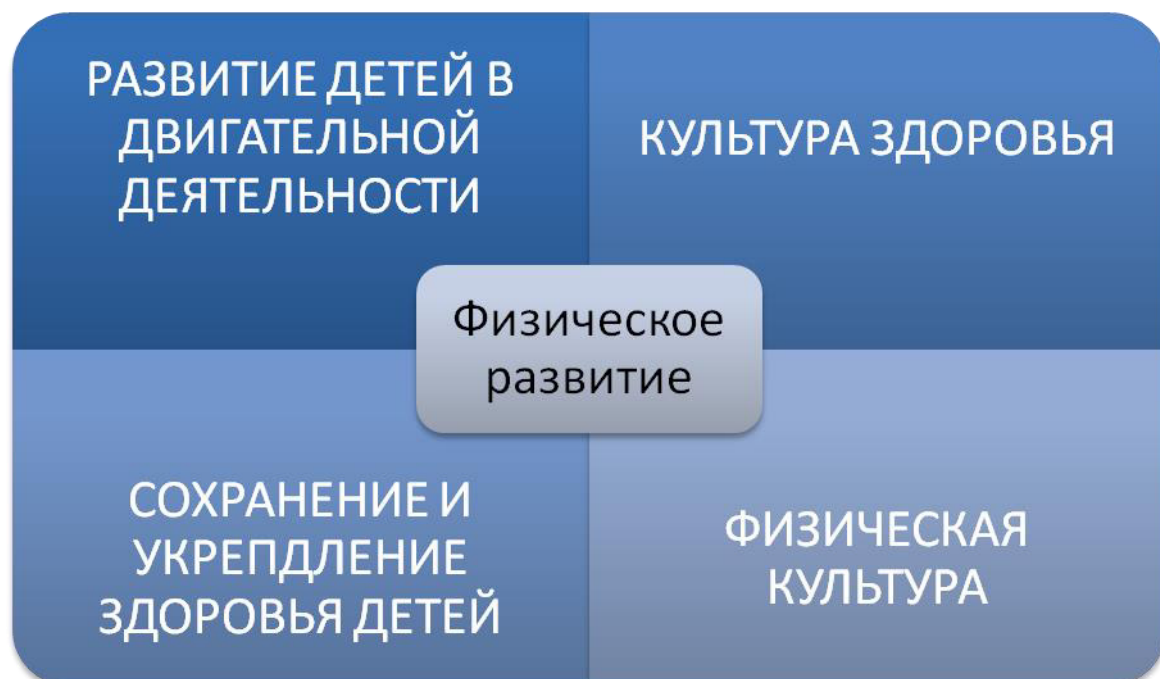 РАЗВИТИЕ ДЕТЕЙ В
ДВИГАТЕЛЬНОЙ
ДЕЯТЕЛЬНОСТИ
КУЛЬТУРА ЗДОРОВЬЯ
Физическое
развитие
СОХРАНЕНИЕ И
УКРЕПДЛЕНИЕ
ЗДОРОВЬЯ ДЕТЕЙ
ФИЗИЧЕСКАЯ
КУЛЬТУРА